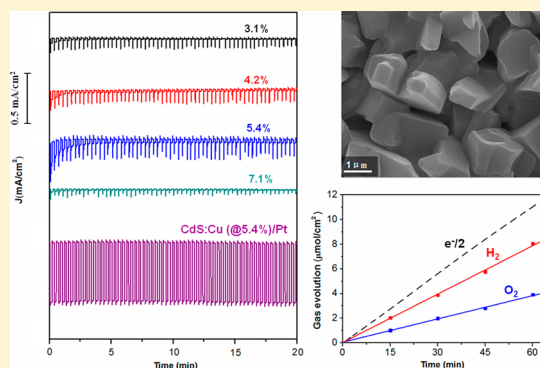 3.1%
0.5 mA/cm²
4.2%
5.4%
7.1%
CdS:Cu (@5.4%)/Pt
J(mA/cm²)
0 5 10 15 20
Time (min)
1 μm
12
10
8
6
4
2
0
Gas evolution (μmol/cm²)
e⁻/2
H₂
O₂
0 15 30 45 60
Time (min)